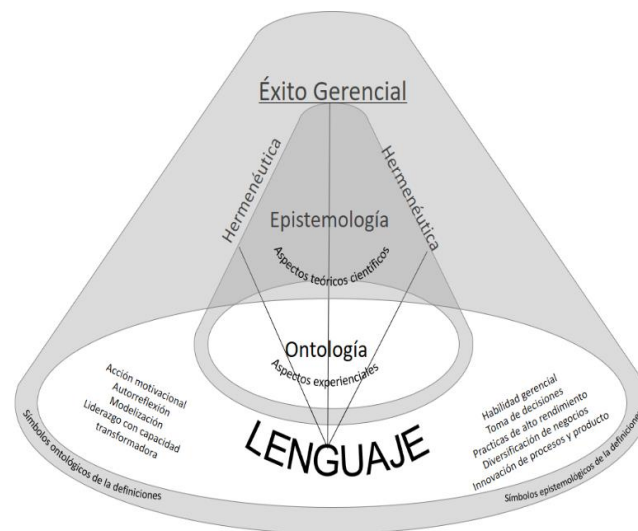 Éxito Gerencial
Hermenéutica
Hermenéutica
Epistemología
Aspectos teóricos científicos
Ontología
Aspectos experienciales
Acción motivacional
Autorreflexión
Modelización
Liderazgo con capacidad
transformadora
Habilidad gerencial
Toma de decisiones
Practicas de alto rendimiento
Diversificación de negocios
Innovación de procesos y producto
LENGUAJE
Símbolos ontológicos de la definiciones
Símbolos epistemológicos de la definiciones